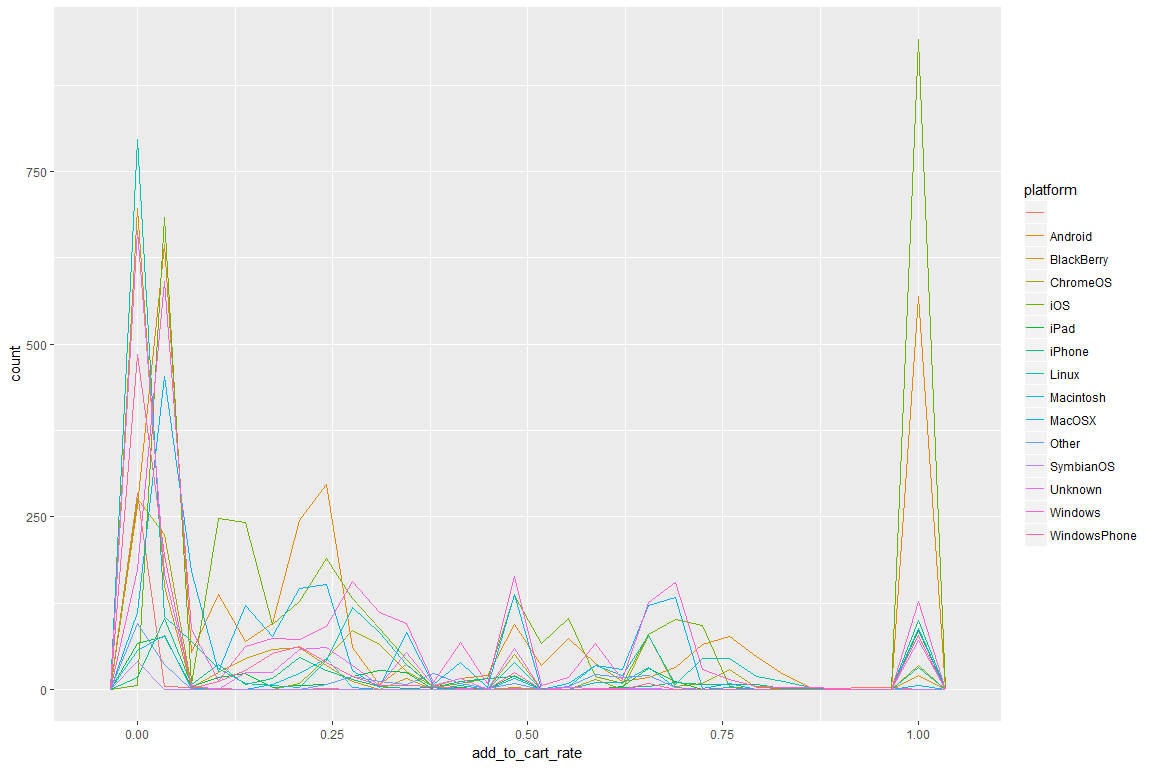 750
500
250
0
count
0.00 0.25 0.50 0.75 1.00
add_to_cart_rate
platform
Android
BlackBerry
ChromeOS
iOS
iPad
iPhone
Linux
Macintosh
MacOSX
Other
SymbianOS
Unknown
Windows
WindowsPhone